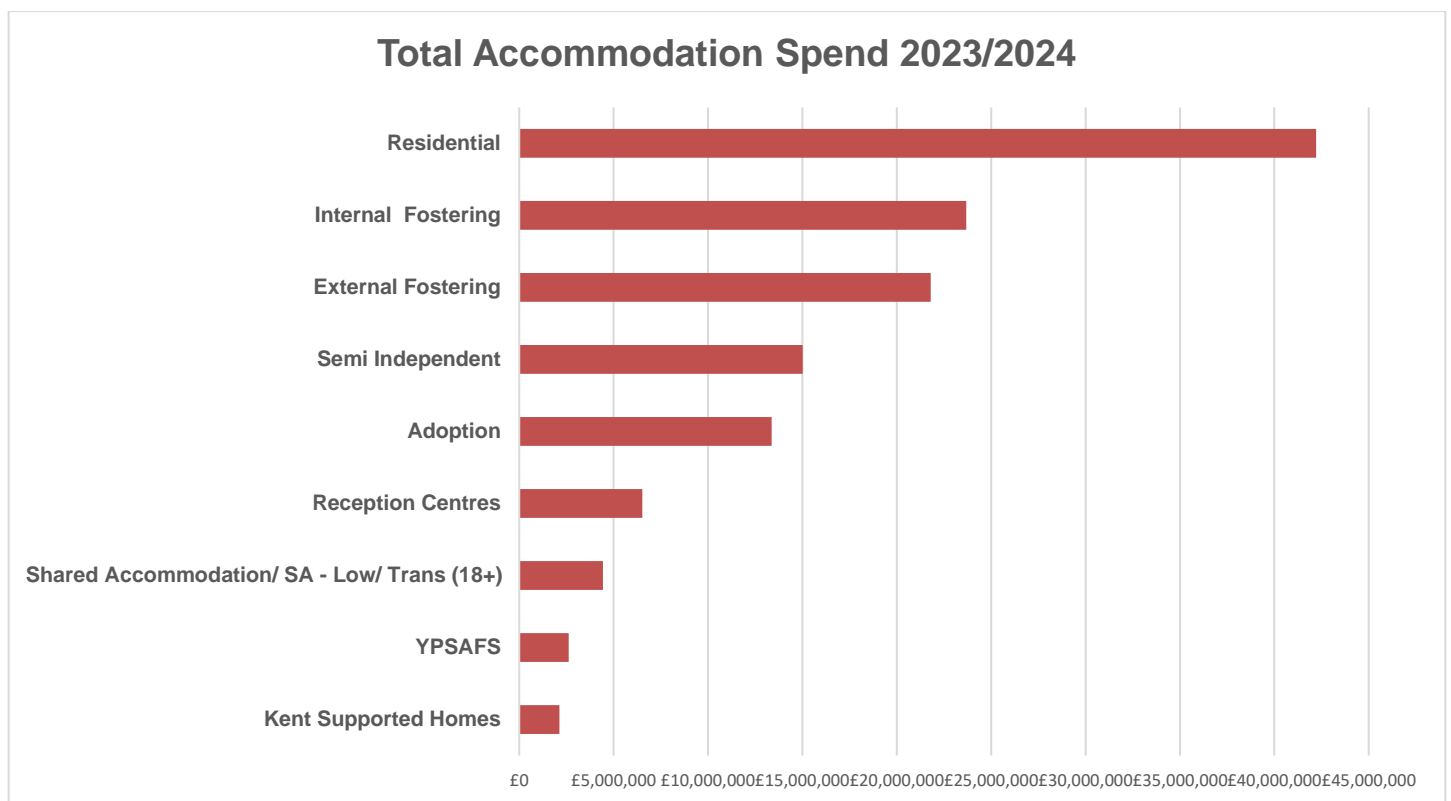 Total Accommodation Spend 2023/2024
Residential
Internal  Fostering
External Fostering
Semi Independent
Adoption
Reception Centres
Shared Accommodation/ SA - Low/ Trans (18+)
YPSAFS
Kent Supported Homes
£0 £5,000,000 £10,000,000 £15,000,000 £20,000,000 £25,000,000 £30,000,000 £35,000,000 £40,000,000 £45,000,000